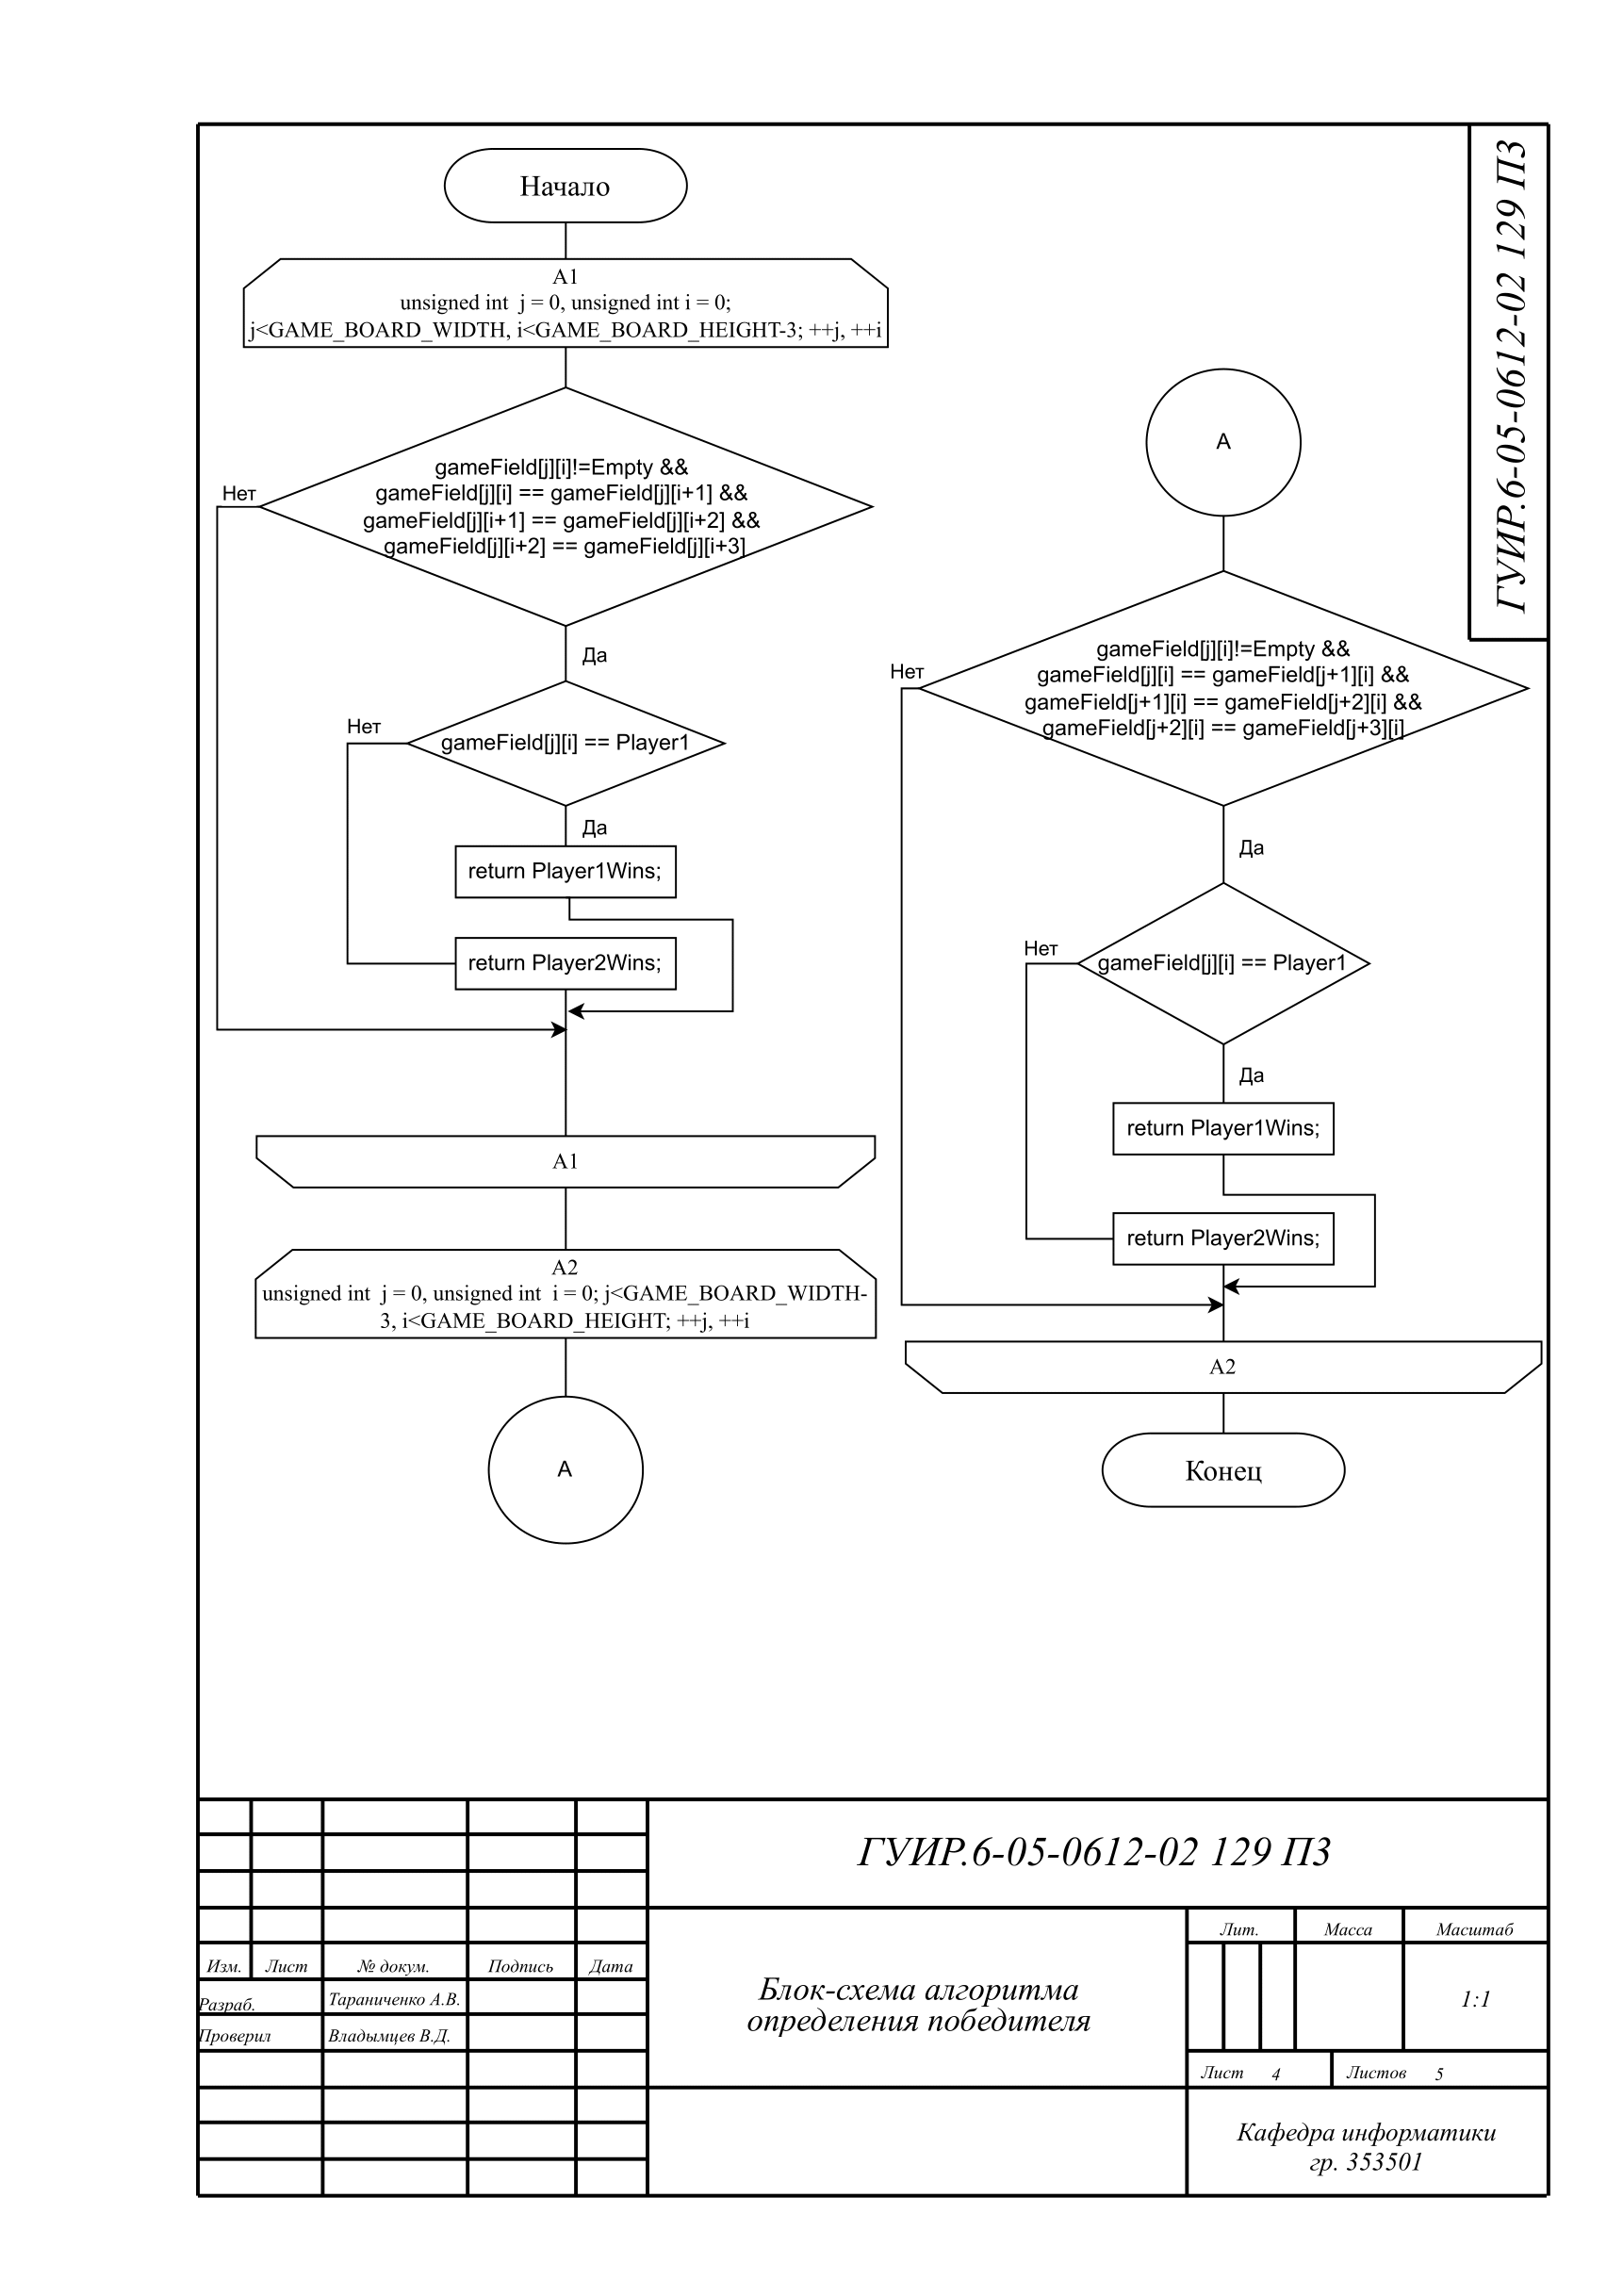 Начало
A1
unsigned int j = 0, unsigned int i = 0;
j<GAME_BOARD_WIDTH, i<GAME_BOARD_HEIGHT-3; ++j, ++i
gameField[j][i]!=Empty &&
gameField[j][i] == gameField[j][i+1] &&
gameField[j][i+1] == gameField[j][i+2] &&
gameField[j][i+2] == gameField[j][i+3]
Нет
Да
Нет
gameField[j][i] == Player1
Да
return Player1Wins;
return Player2Wins;
A1
A2
unsigned int j = 0, unsigned int i = 0; j<GAME_BOARD_WIDTH-
3, i<GAME_BOARD_HEIGHT; ++j, ++i
A
A
gameField[j][i]!=Empty &&
gameField[j][i] == gameField[j+1][i] &&
gameField[j+1][i] == gameField[j+2][i] &&
gameField[j+2][i] == gameField[j+3][i]
Нет
Да
Нет
gameField[j][i] == Player1
Да
return Player1Wins;
return Player2Wins;
A2
Конец
ГУИР.6-05-0612-02 129 ПЗ
ГУИР.6-05-0612-02 129 ПЗ
Изм. Лист № докум. Подпись Дата
Разраб. Тараниченко А.В.
Проверил Владымцев В.Д.
Блок-схема алгоритма
определения победителя
Лит. Масса Масштаб
1:1
Лист 4 Листов 5
Кафедра информатики
гр. 353501